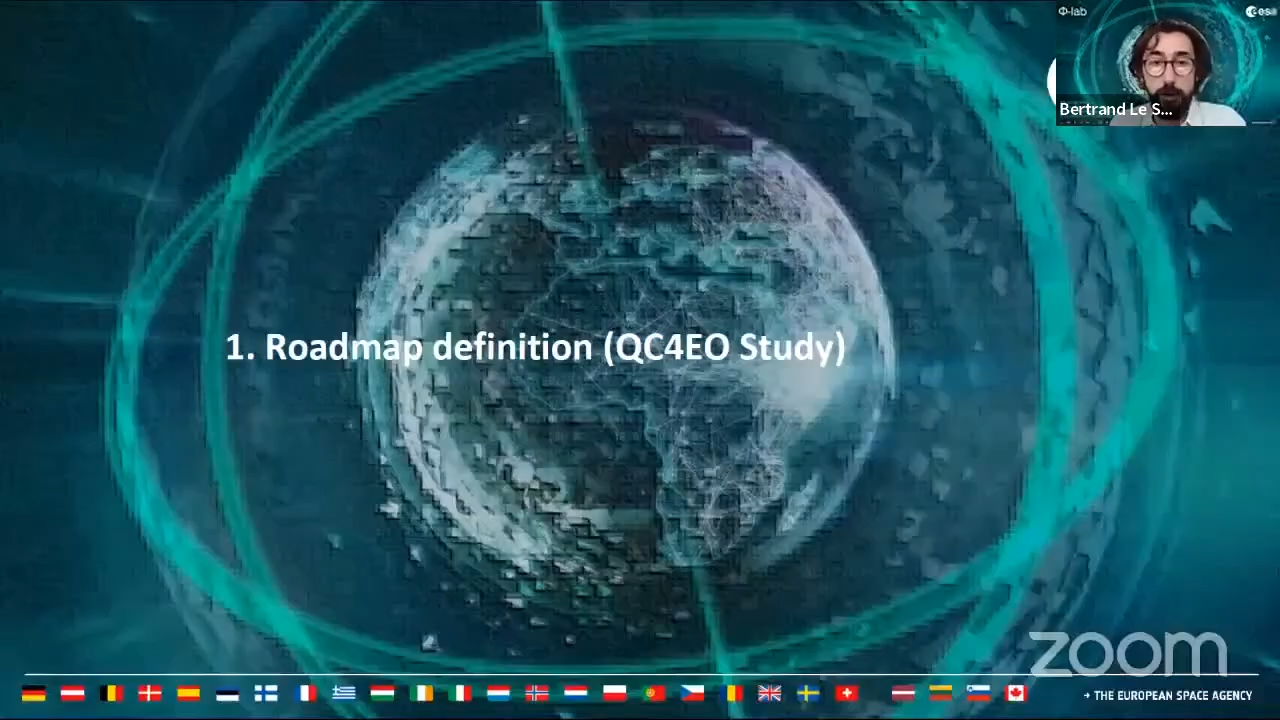 Φ-lab
esa
Bertrand Le S...
1. Roadmap definition (QC4EO Study)
zoom
→ THE EUROPEAN SPACE AGENCY